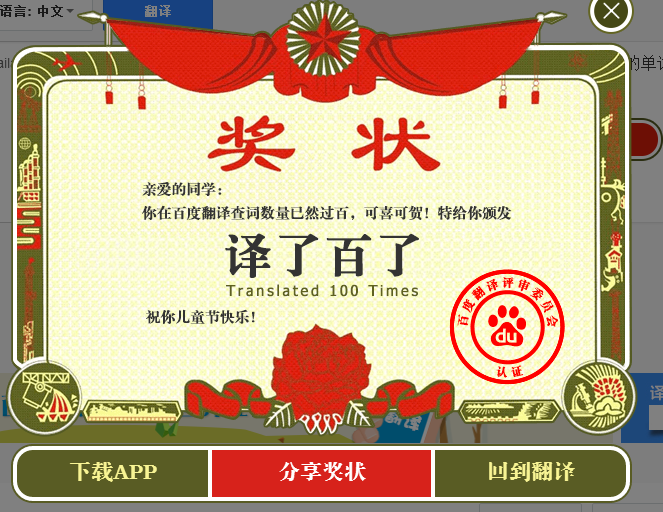 语言: 中文
翻译
的单词
奖状
亲爱的同学：
你在百度翻译查词数量已然过百，可喜可贺！特给你颁发
译了百了
Translated 100 Times
祝你儿童节快乐！
百度翻译评审委员会
du
认证
翻译
译
下载APP
分享奖状
回到翻译